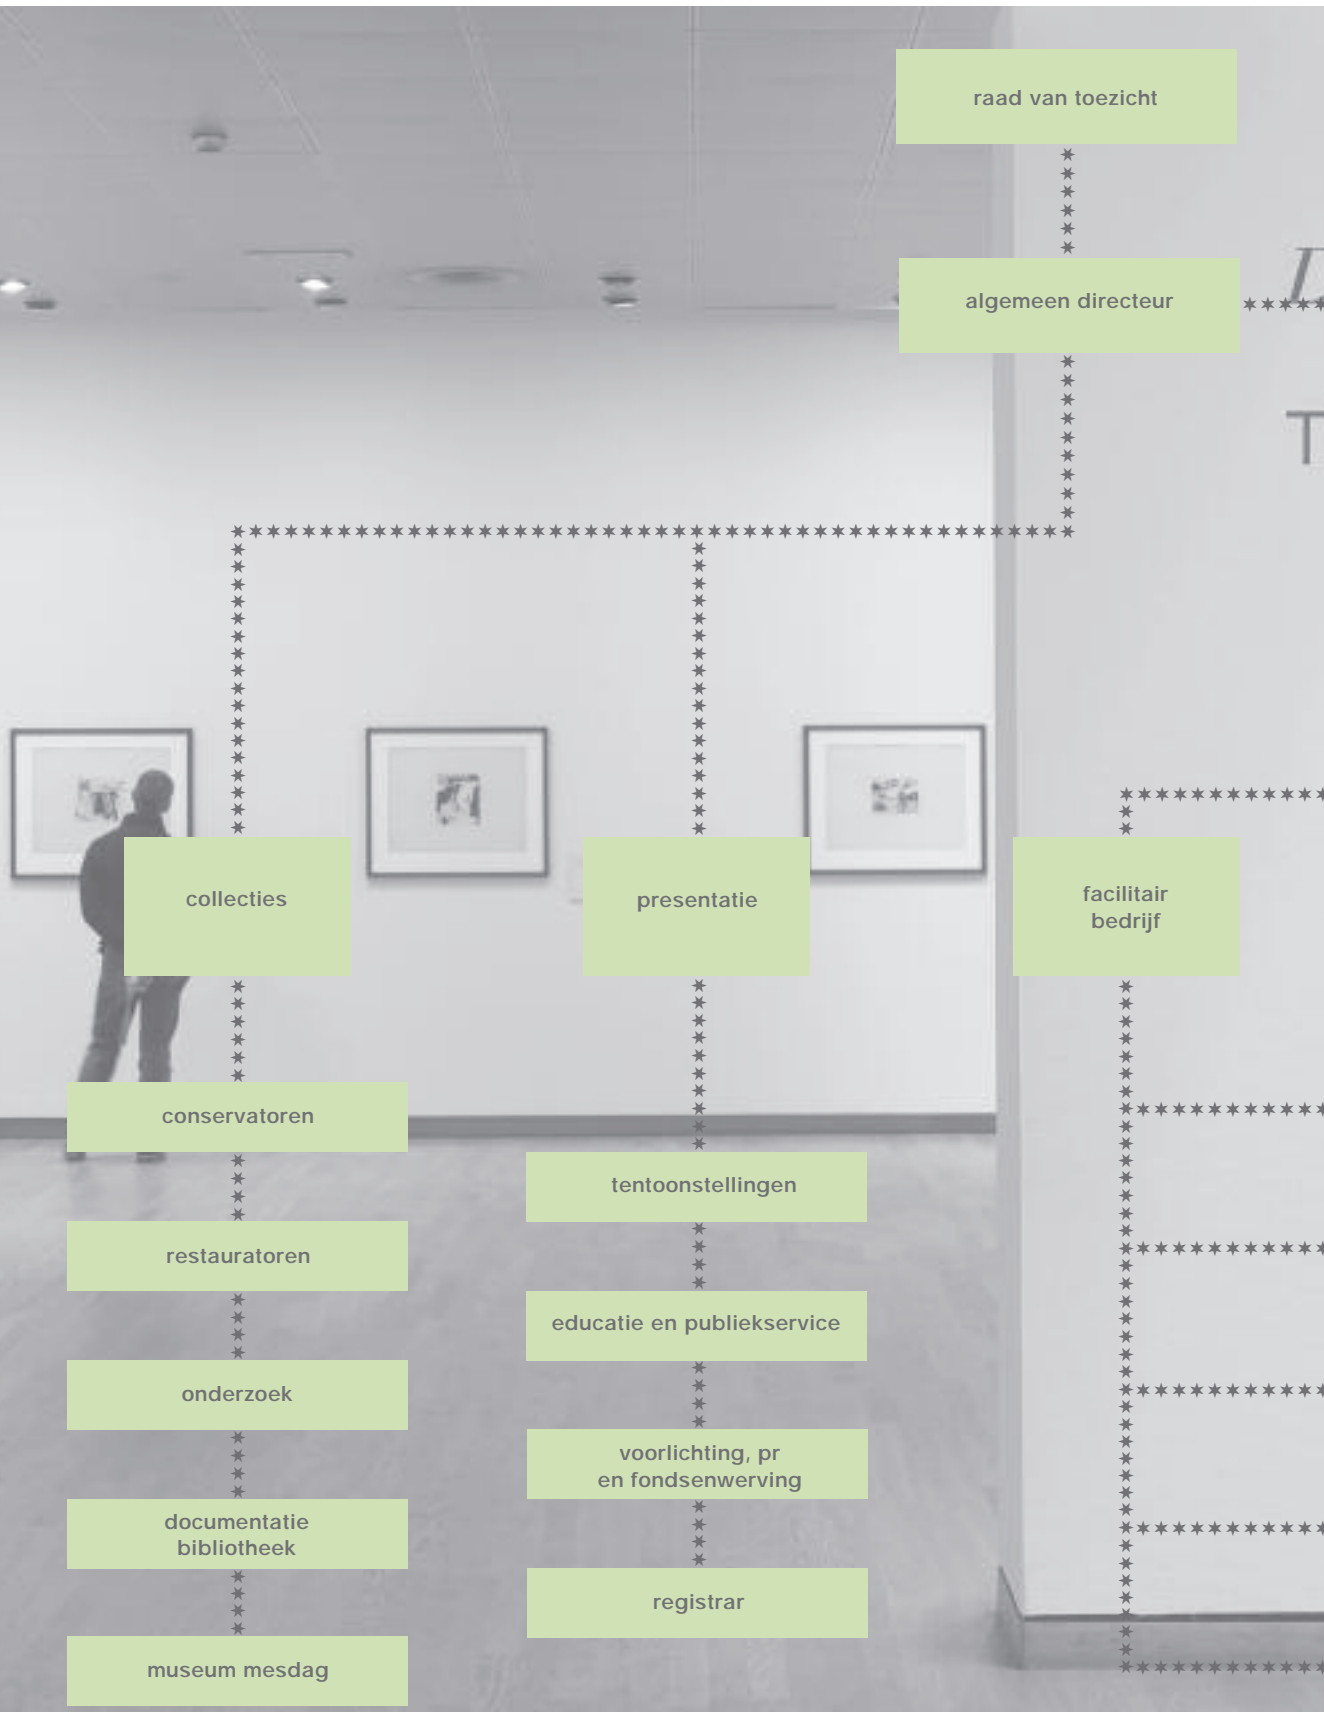 raad van toezicht
algemeen directeur
T
collecties
presentatie
facilitair
bedrijf
conservatoren
tentoonstellingen
restauratoren
educatie en publiekservice
onderzoek
voorlichting, pr
en fondsenwerving
documentatie
bibliotheek
registrar
museum mesdag